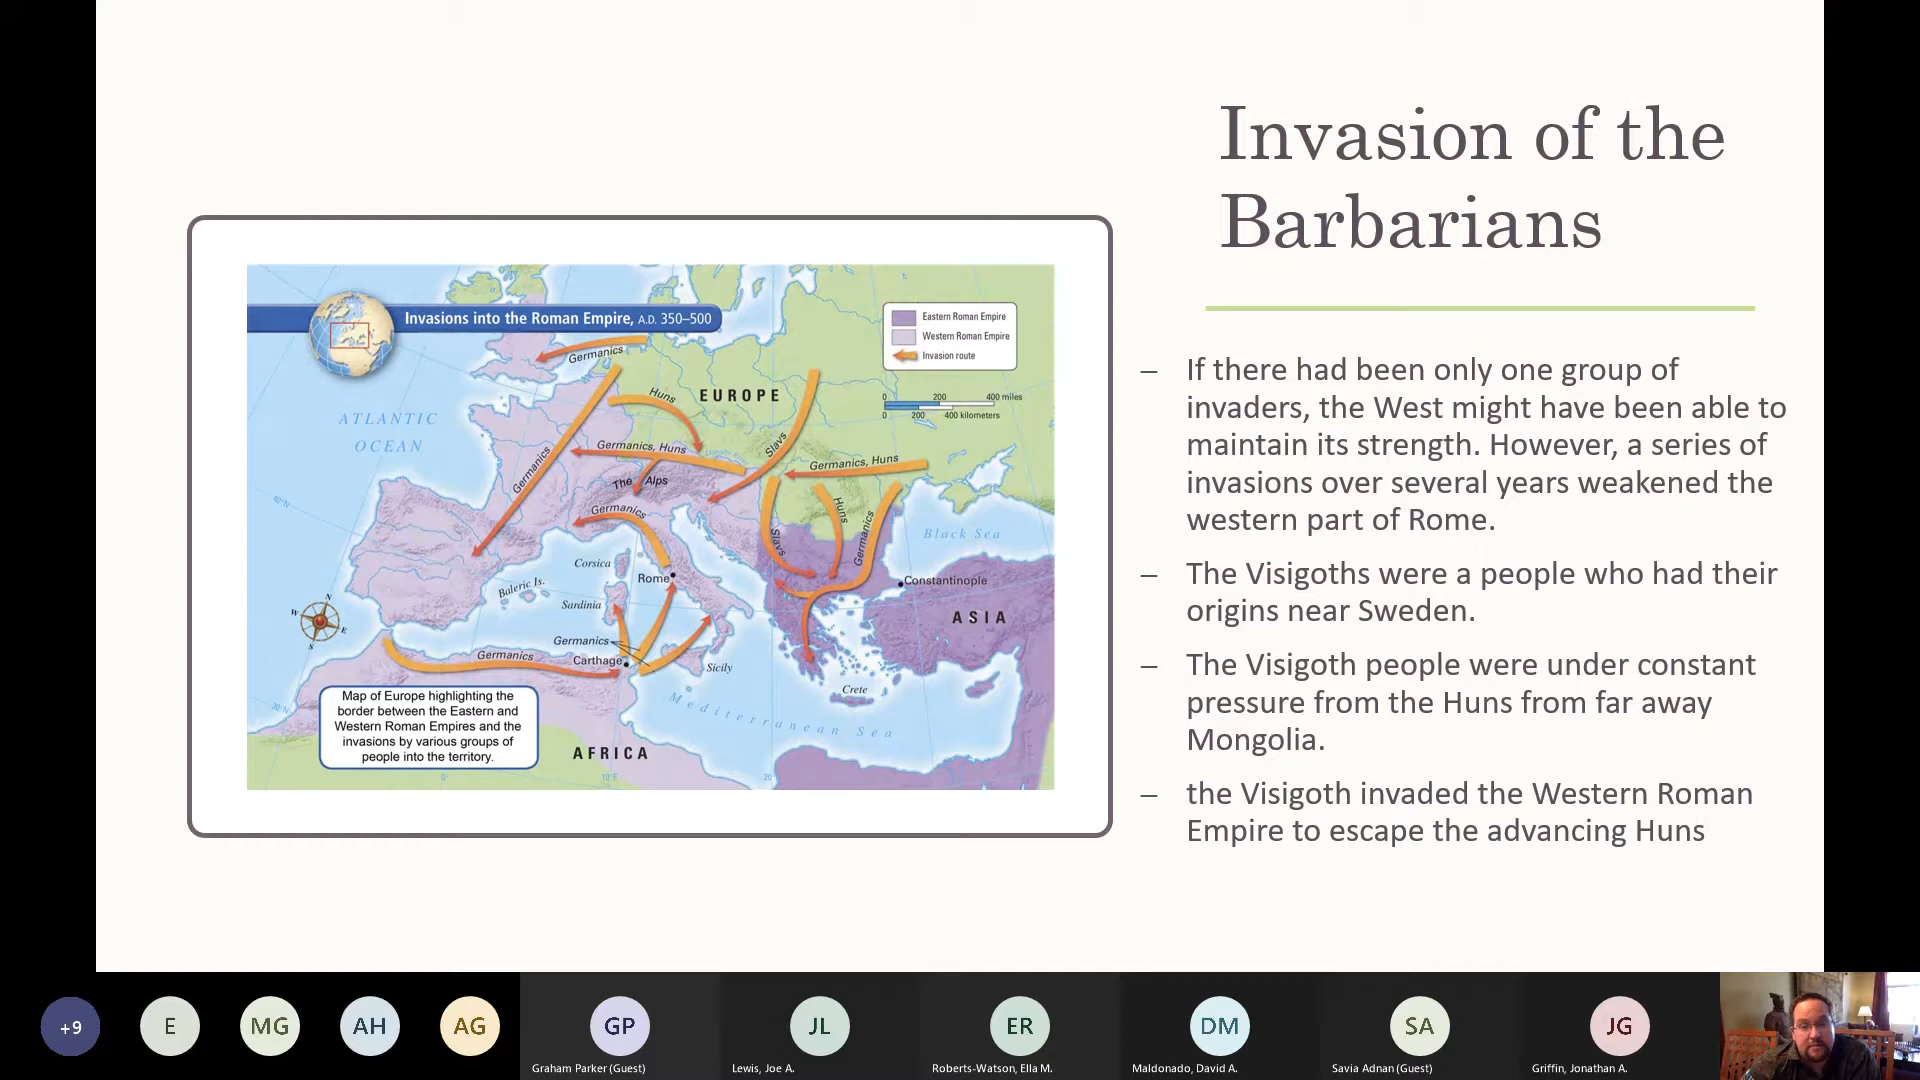 Invasion of the
Barbarians
– If there had been only one group of
invaders, the West might have been able to
maintain its strength. However, a series of
invasions over several years weakened the
western part of Rome.
– The Visigoths were a people who had their
origins near Sweden.
– The Visigoth people were under constant
pressure from the Huns from far away
Mongolia.
– the Visigoth invaded the Western Roman
Empire to escape the advancing Huns
Invasions into the Roman Empire, A.D. 350–500
Eastern Roman Empire
Western Roman Empire
Invasion route
0 200 400 miles
0 200 400 kilometers
EUROPE
ATLANTIC
OCEAN
Germanics
Huns
Germanics
Germanics, Huns
Slavs
Germanics, Huns
The Alps
Germanics
Slavs
Huns
Germanics
Black Sea
Corsica
Rome
Constantinople
Baleric Is.
Sardinia
ASIA
N
W
E
S
Germanics
Germanics
Carthage
Sicily
Crete
Mediterranean Sea
AFRICA
40°N
30°N
0°
10°E
Map of Europe highlighting the
border between the Eastern and
Western Roman Empires and the
invasions by various groups of
people into the territory.
+9
E
MG
AH
AG
GP
JL
ER
DM
SA
JG
Graham Parker (Guest)
Lewis, Joe A.
Roberts-Watson, Ella M.
Maldonado, David A.
Savia Adnan (Guest)
Griffin, Jonathan A.